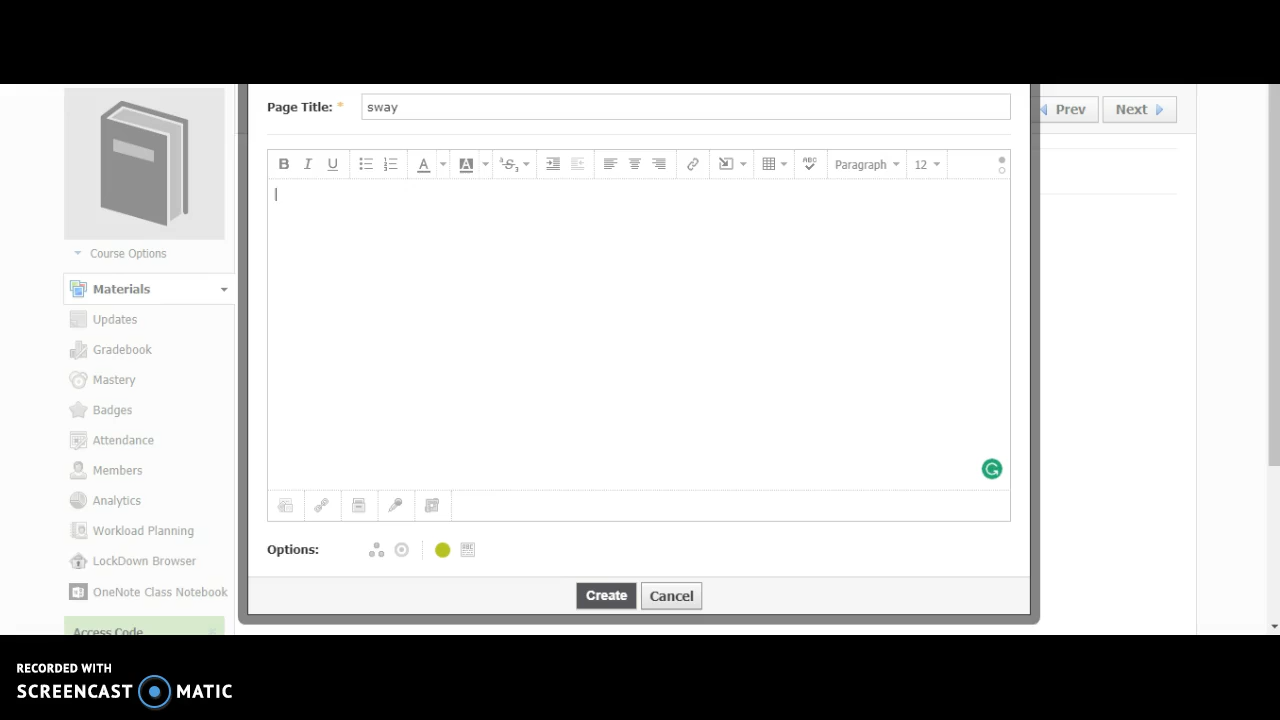 Page Title: *
sway
Prev
Next
B I U
A A
ABC
Paragraph
12
Course Options
Materials
Updates
Gradebook
Mastery
Badges
Attendance
Members
Analytics
Workload Planning
LockDown Browser
OneNote Class Notebook
Access Code
Options:
Create
Cancel
RECORDED WITH
SCREENCAST MATIC